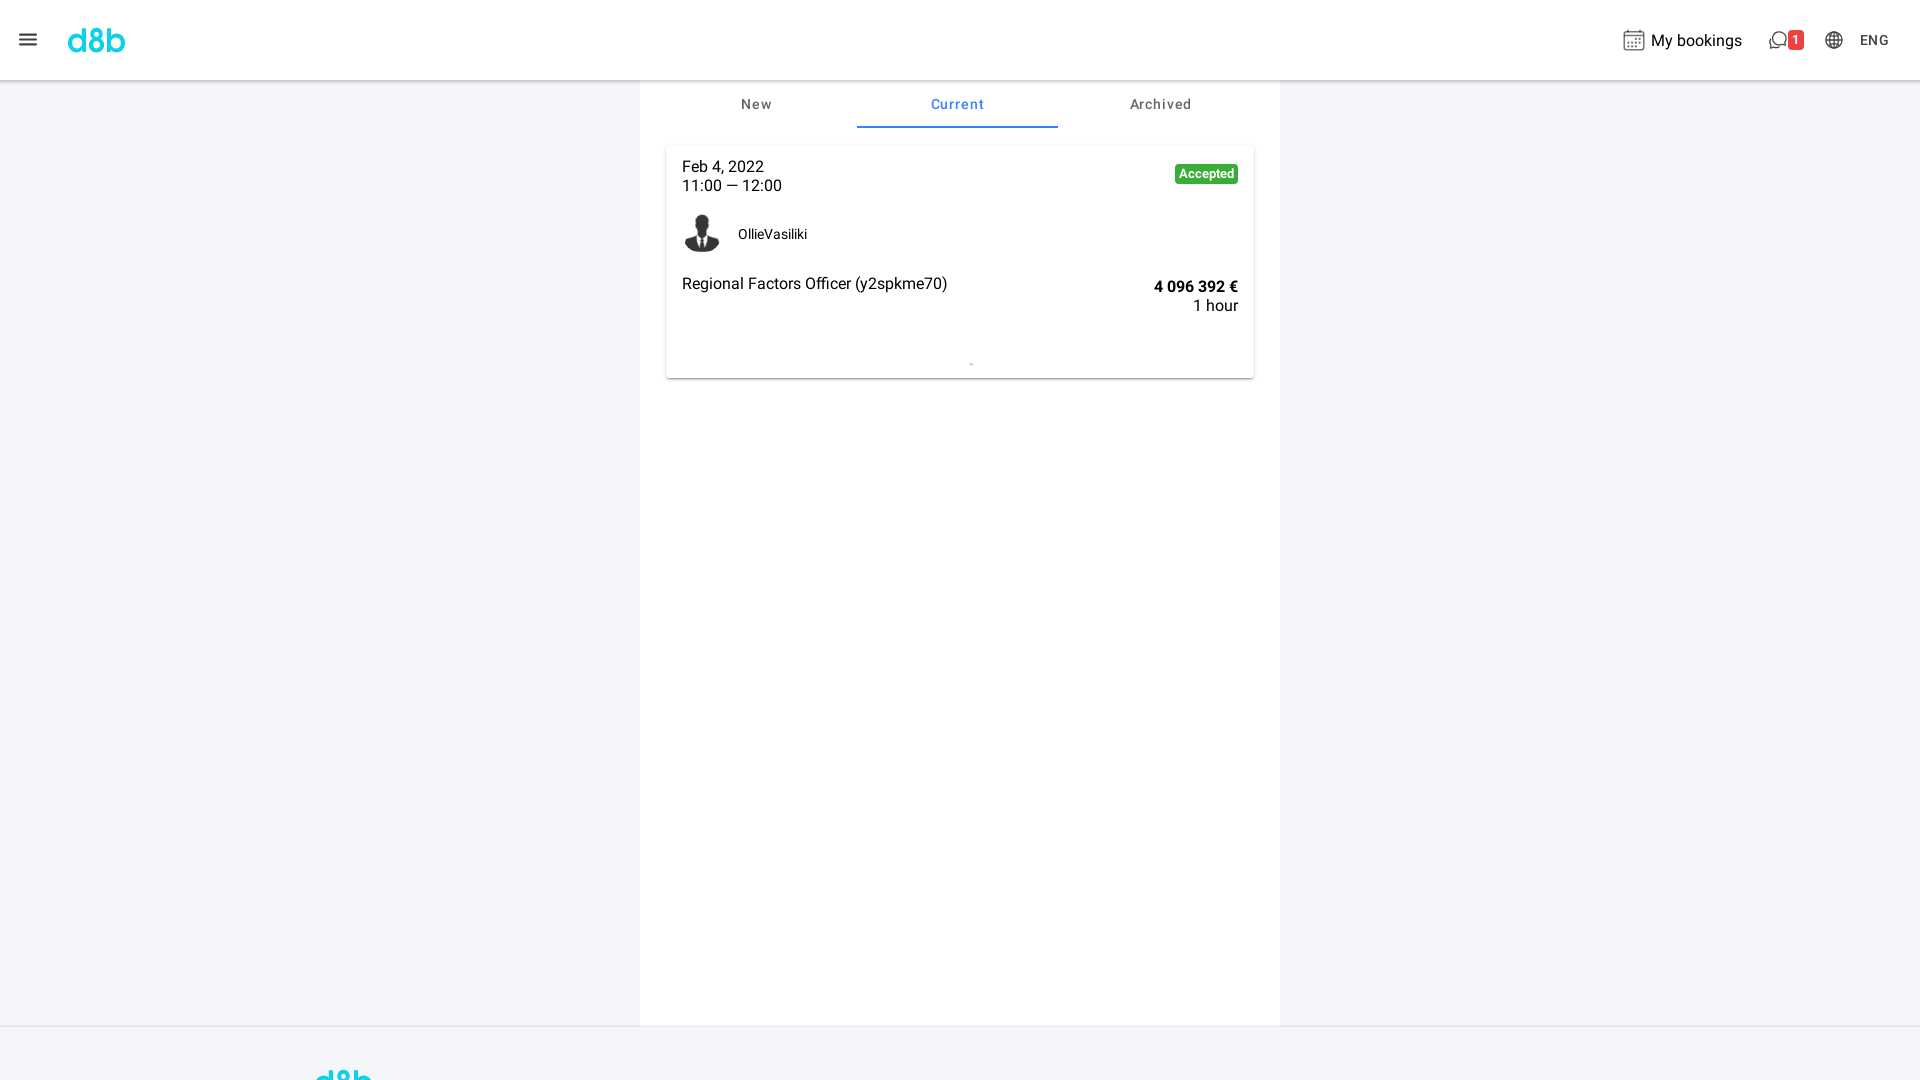 d8b
My bookings
1
ENG
New
Current
Archived
Feb 4, 2022
11:00 — 12:00
Accepted
OllieVasiliki
Regional Factors Officer (y2spkme70)
4 096 392 €
1 hour
-
d8b